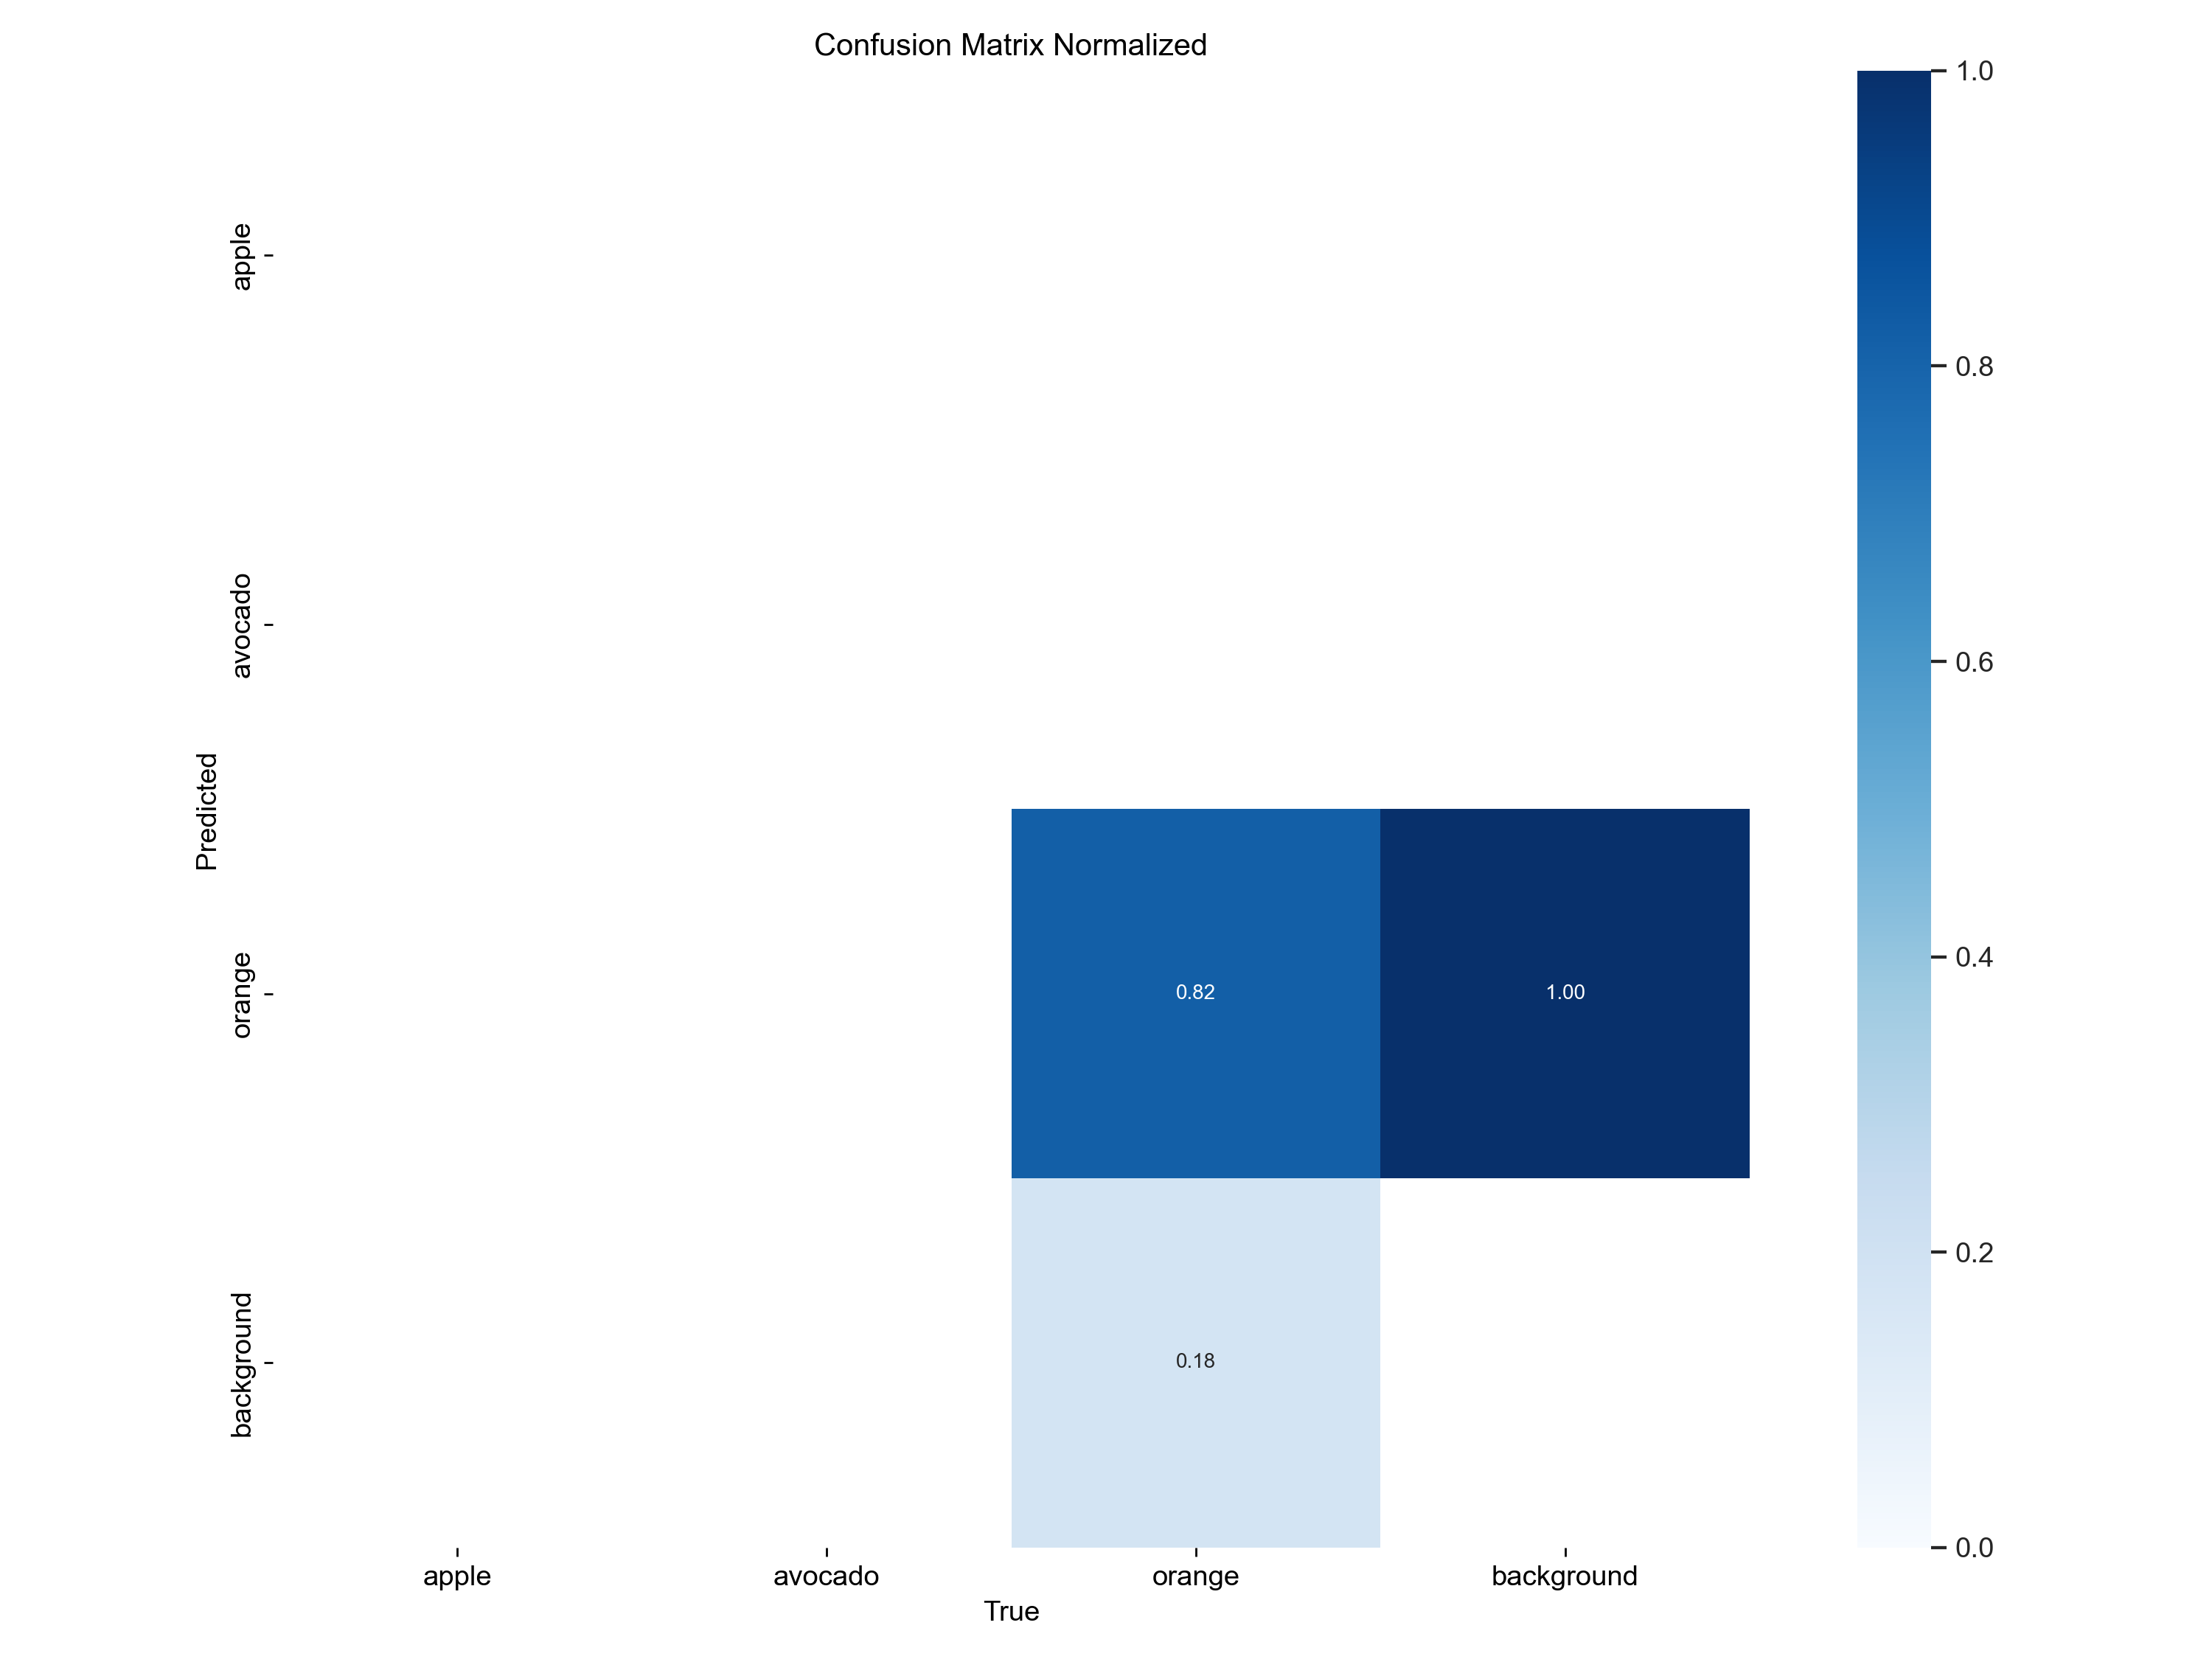 Confusion Matrix Normalized
1.0
0.8
0.6
0.4
0.2
0.0
Predicted
apple
avocado
orange
background
0.82
1.00
0.18
apple
avocado
orange
background
True